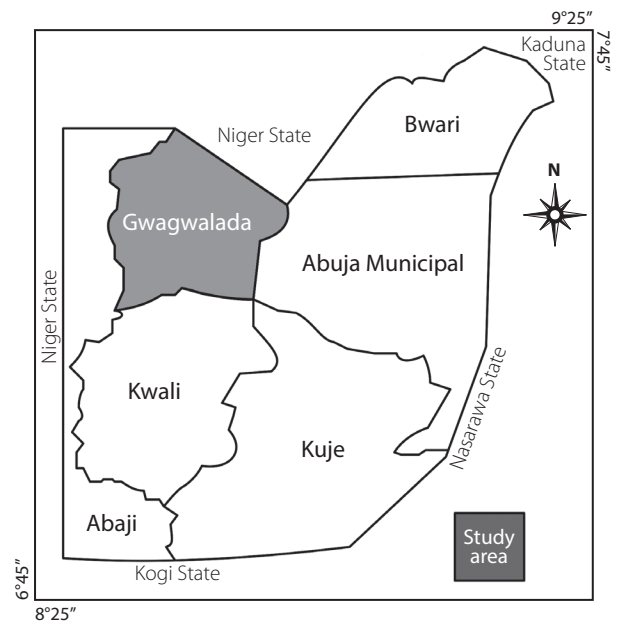 9°25″
7°45″
Kaduna
State
Niger State
Bwari
N
Gwagwalada
Abuja Municipal
Niger State
Kwali
Nasarawa State
Kuje
Abaji
Study
area
Kogi State
6°45″
8°25″